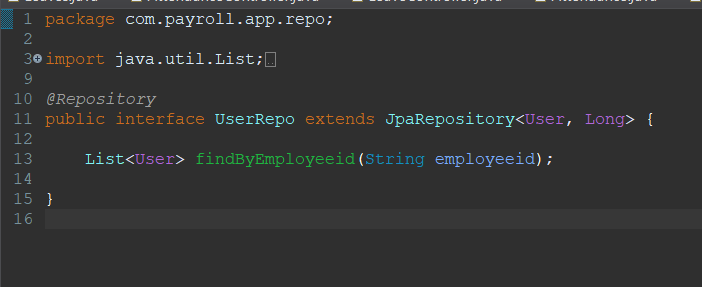 1 package com.payroll.app.repo;
2
3 import java.util.List;
9
10 @Repository
11 public interface UserRepo extends JpaRepository<User, Long> {
12
13 List<User> findByEmployeeid(String employeeid);
14
15 }
16